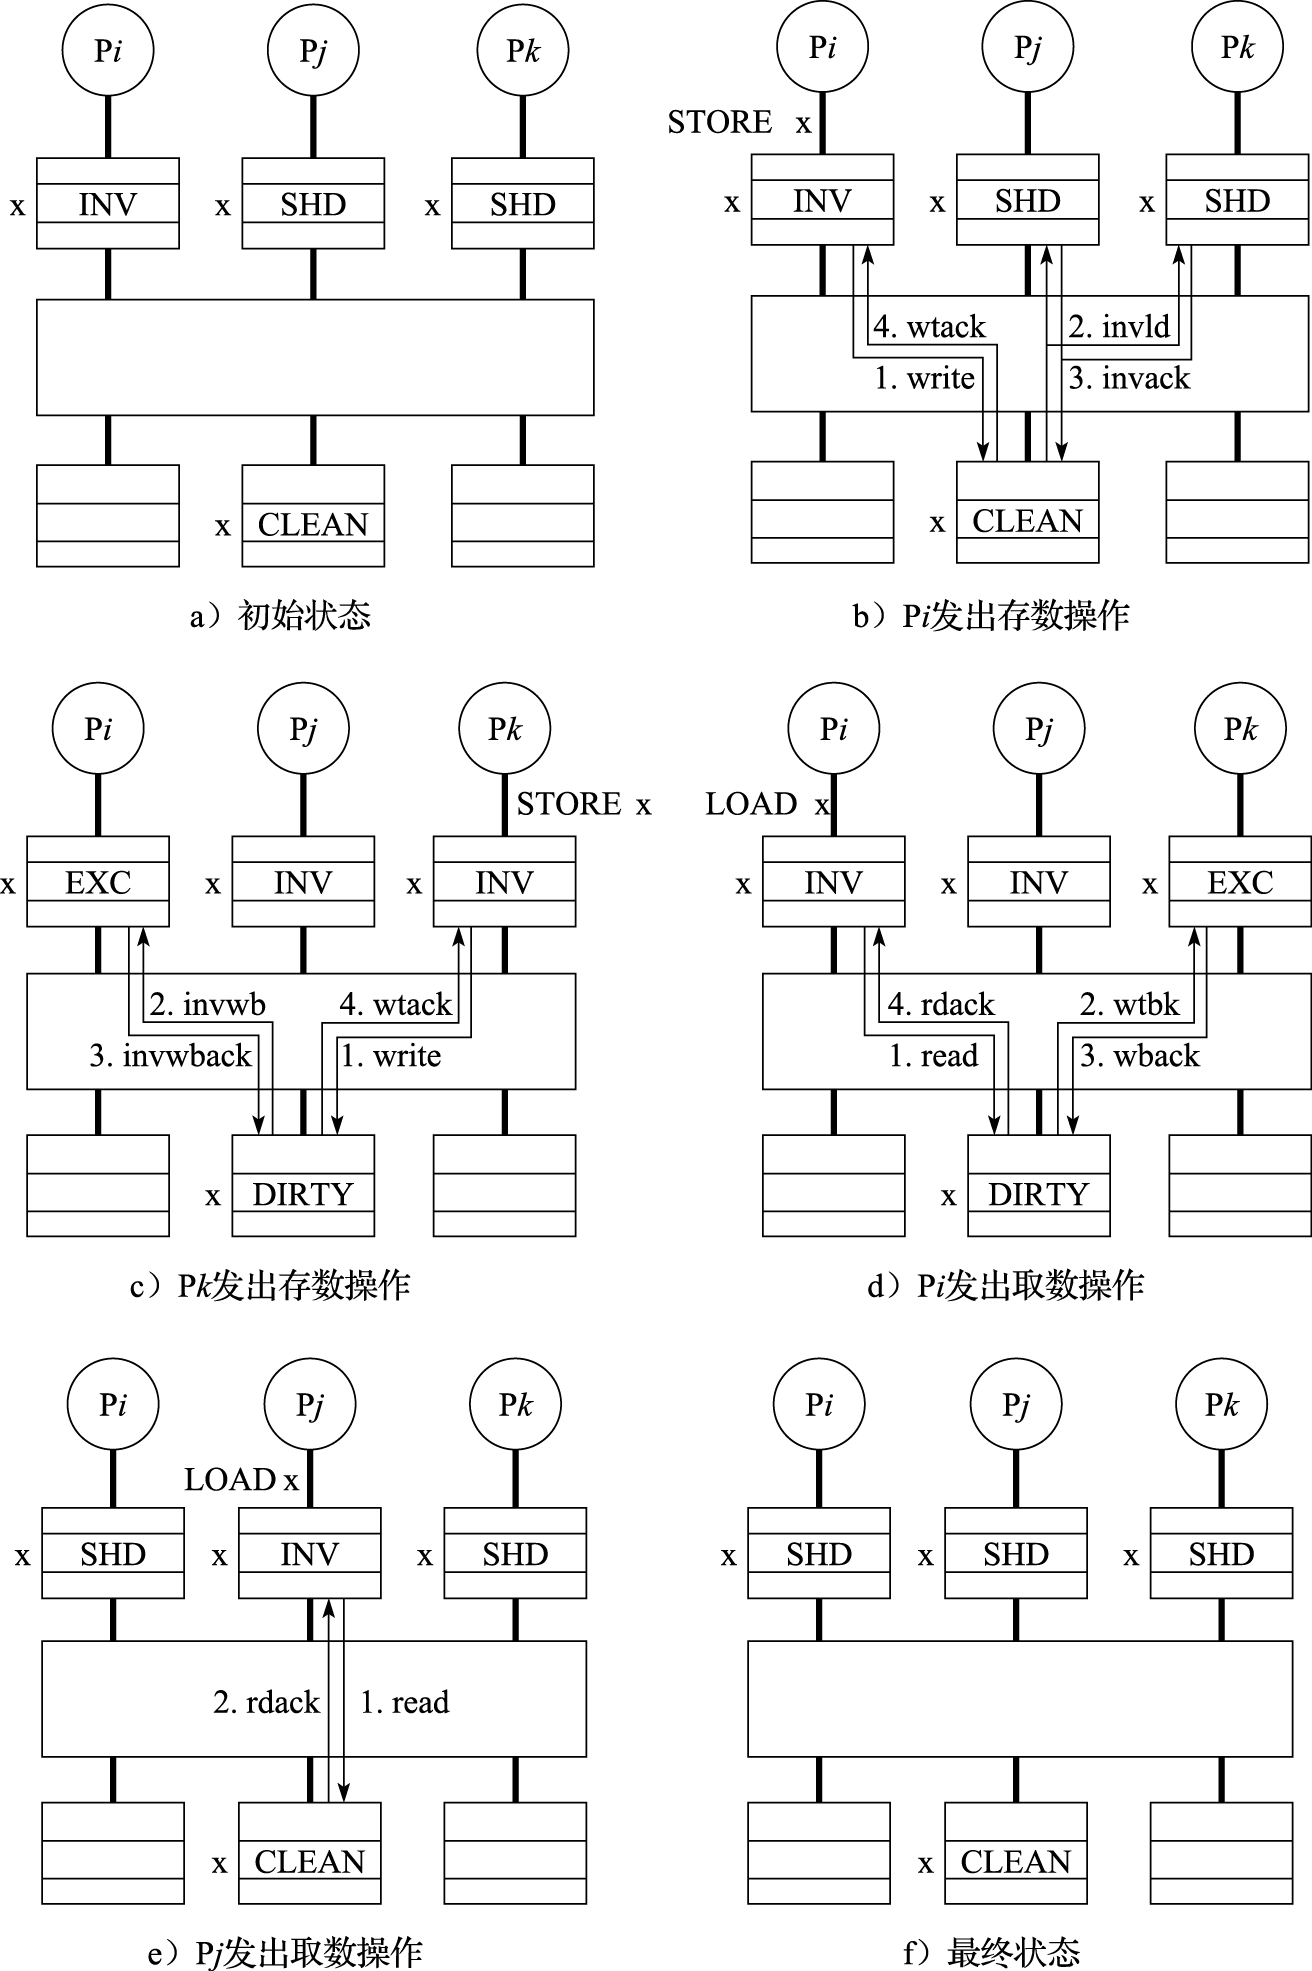 Pi Pj Pk
x INV x SHD x SHD
x CLEAN
a）初始状态
Pi Pj Pk
STORE x
x INV x SHD x SHD
4. wtack 2. invld
1. write 3. invack
x CLEAN
b）Pi发出存数操作
Pi Pj Pk
STORE x
x EXC x INV x INV
2. invwb 4. wtack
3. invwback 1. write
x DIRTY
c）Pk发出存数操作
Pi Pj Pk
LOAD x
x INV x INV x EXC
4. rdack 2. wtbk
1. read 3. wback
x DIRTY
d）Pi发出取数操作
Pi Pj Pk
LOAD x
x SHD x INV x SHD
2. rdack 1. read
x CLEAN
e）Pj发出取数操作
Pi Pj Pk
x SHD x SHD x SHD
x CLEAN
f）最终状态